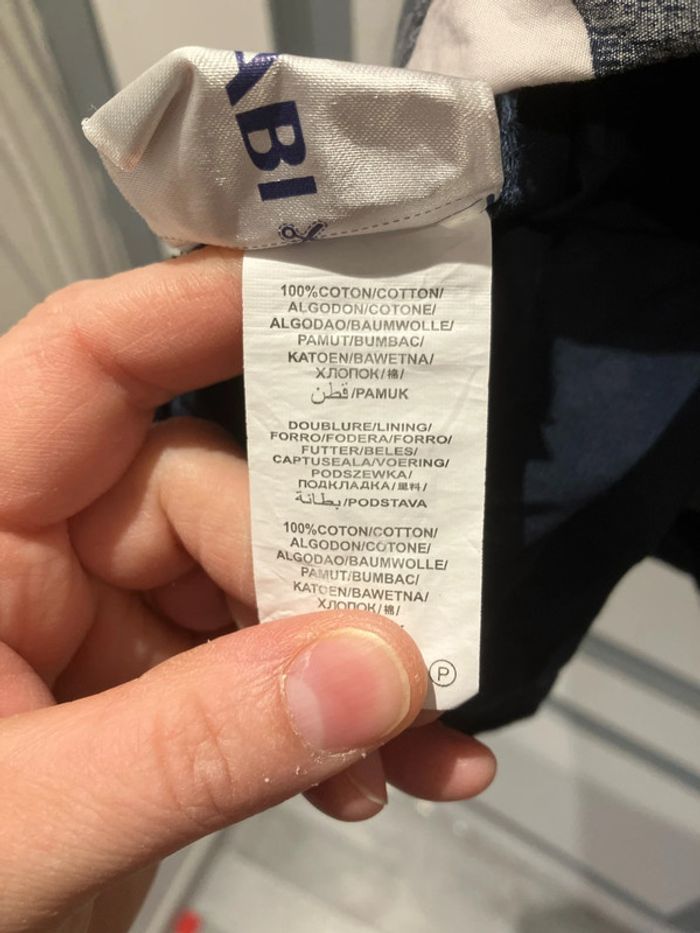 ABI
100%COTON/COTTON/
ALGODON/COTONE/
ALGODAO/BAUMWOLLE/
PAMUT/BUMBAC/
KATOEN/BAWETNA/
ХЛОПОК/棉/
قطن/PAMUK
DOUBLURE/LINING/
FORRO/FODERA/FORRO/
FUTTER/BELES/
CAPTUSEALA/VOERING/
PODSZEWKA/
ПОДКЛАДКА/里料/
بطانة/PODSTAVA
100%COTON/COTTON/
ALGODON/COTONE/
ALGODAO/BAUMWOLLE/
PAMUT/BUMBAC/
KATOEN/BAWETNA/
ХЛОПОК/棉/
P